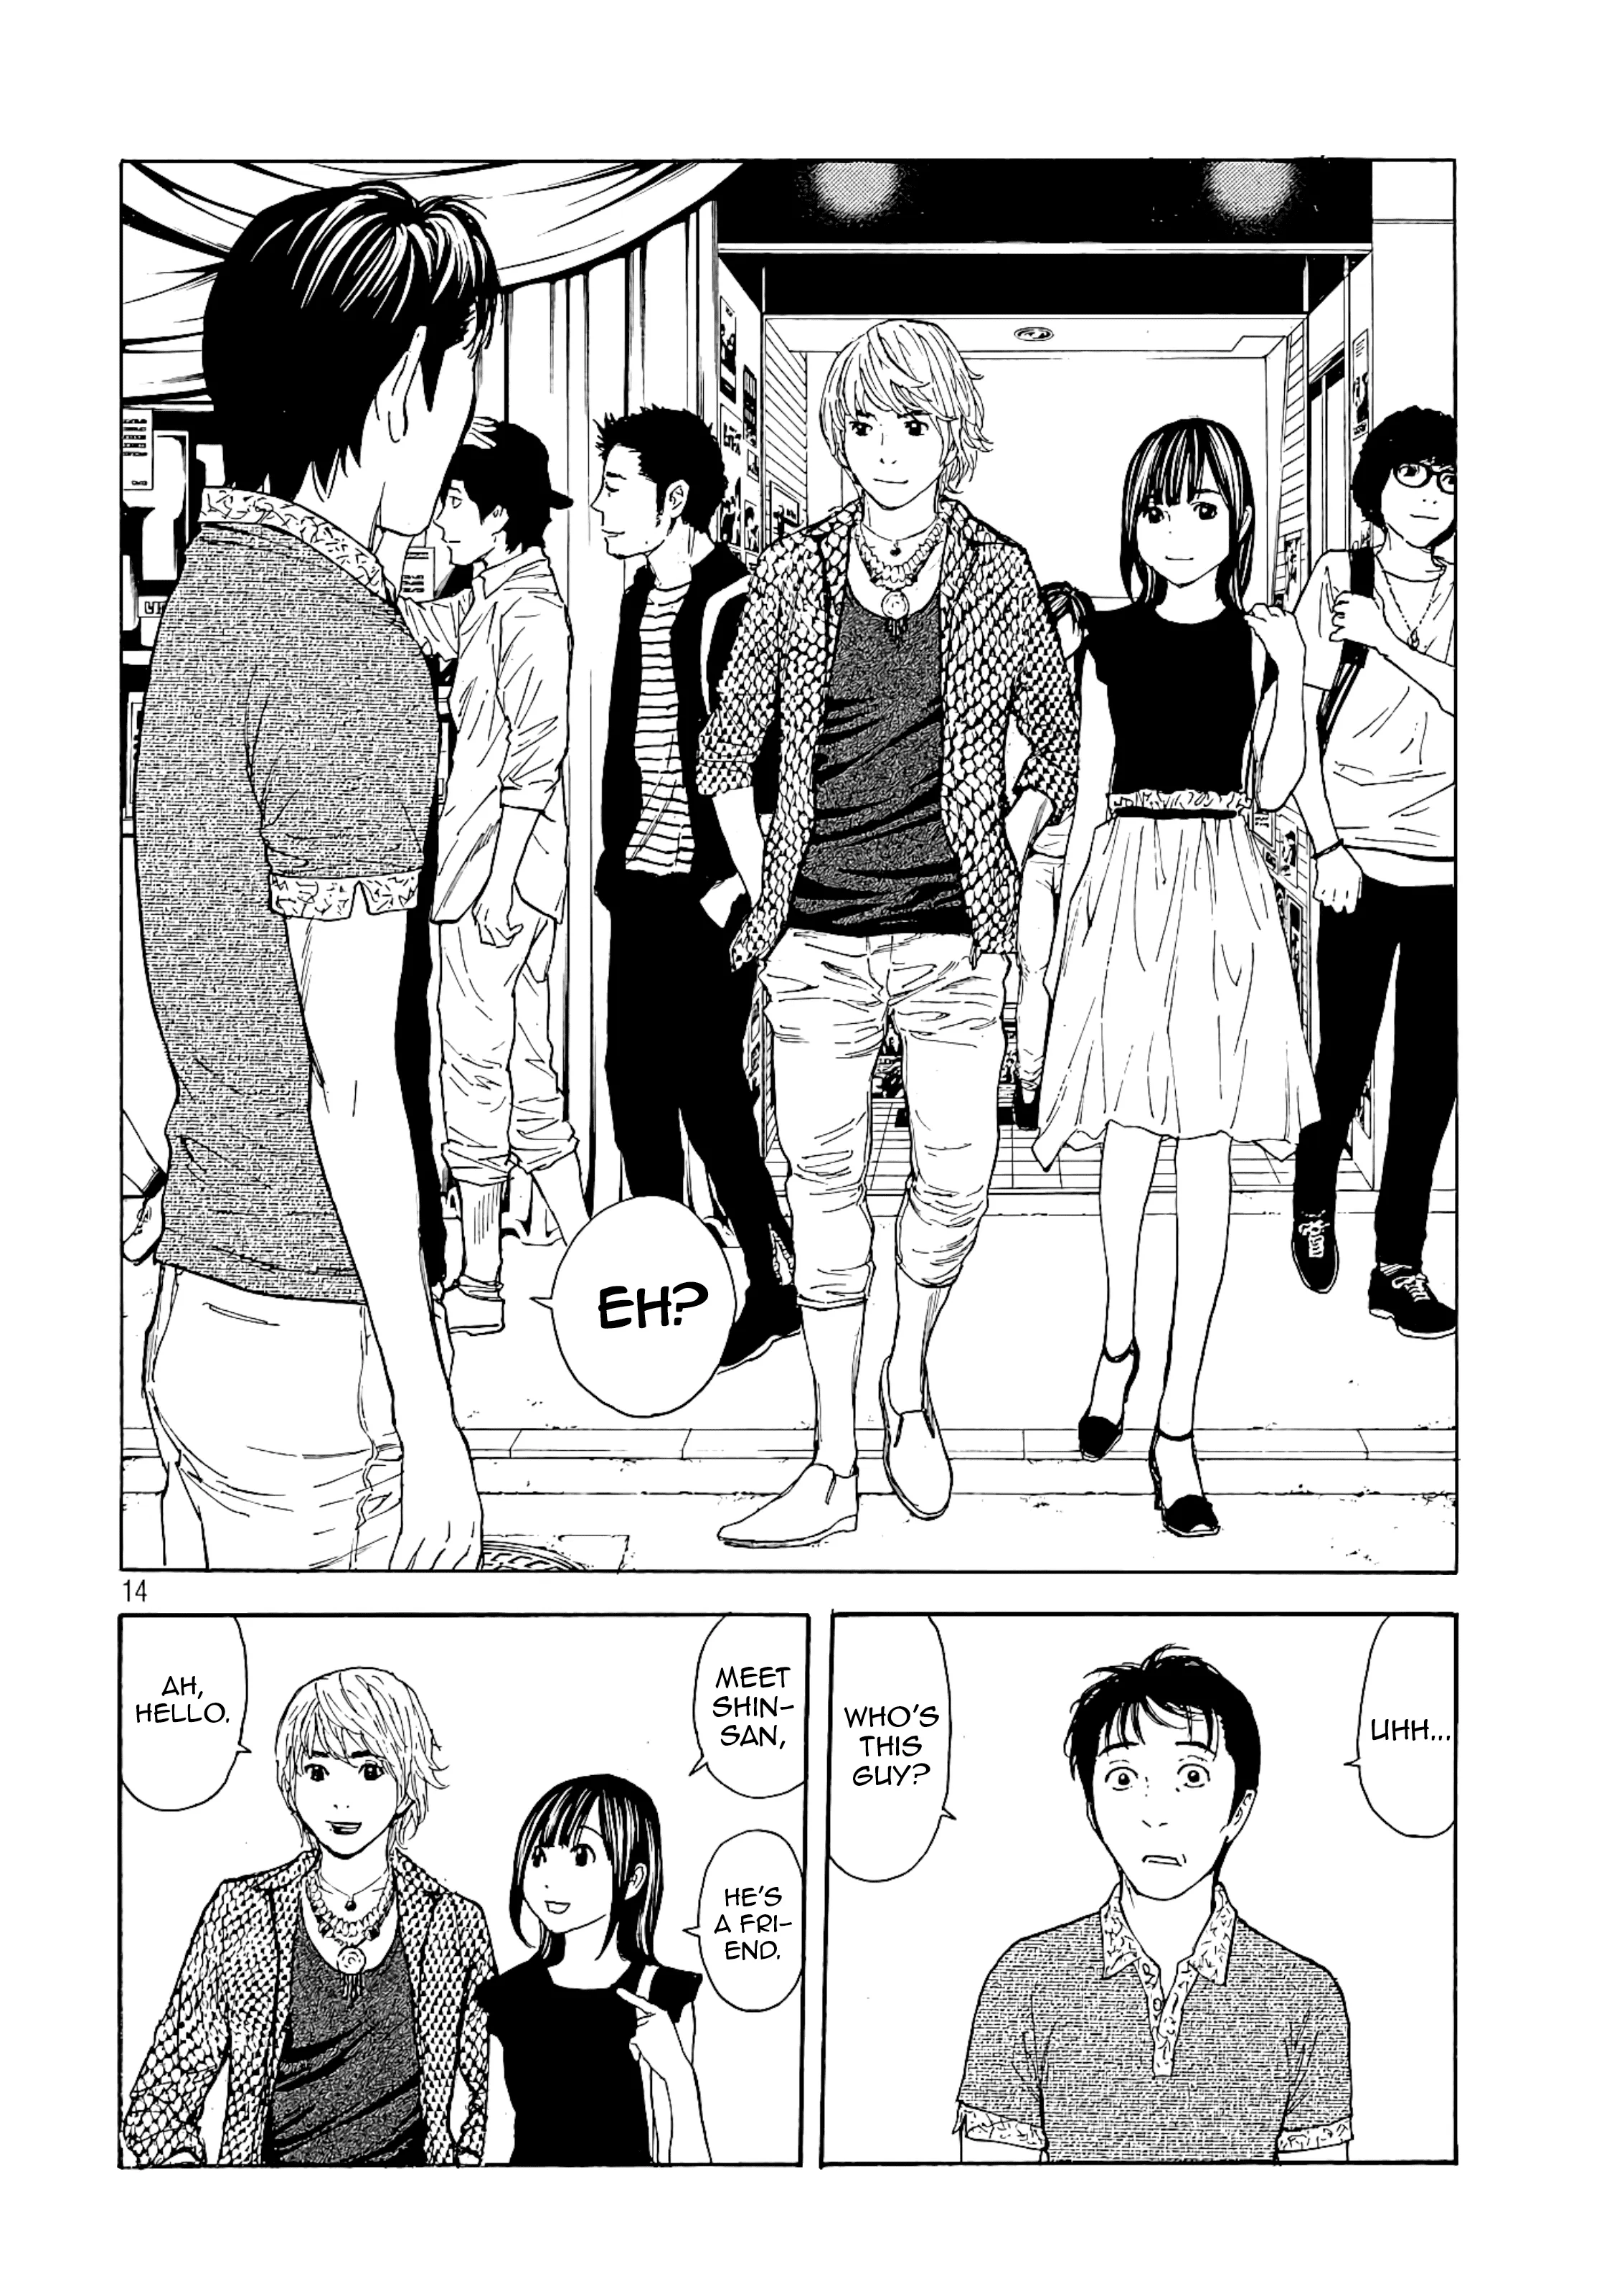 EH?
14
UHH...
WHO'S
THIS
GUY?
MEET
SHIN-
SAN,
HE'S
A FRI-
END.
AH,
HELLO.